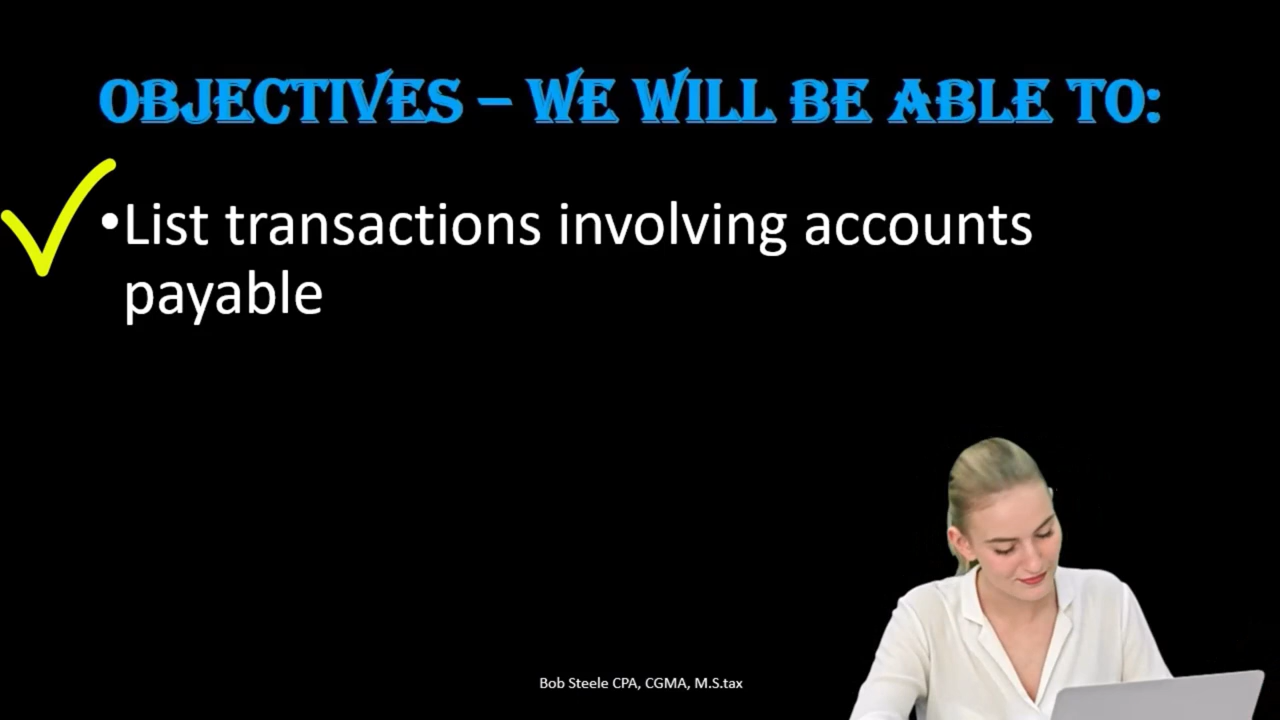 OBJECTIVES – WE WILL BE ABLE TO:
•List transactions involving accounts
payable
Bob Steele CPA, CGMA, M.S.tax